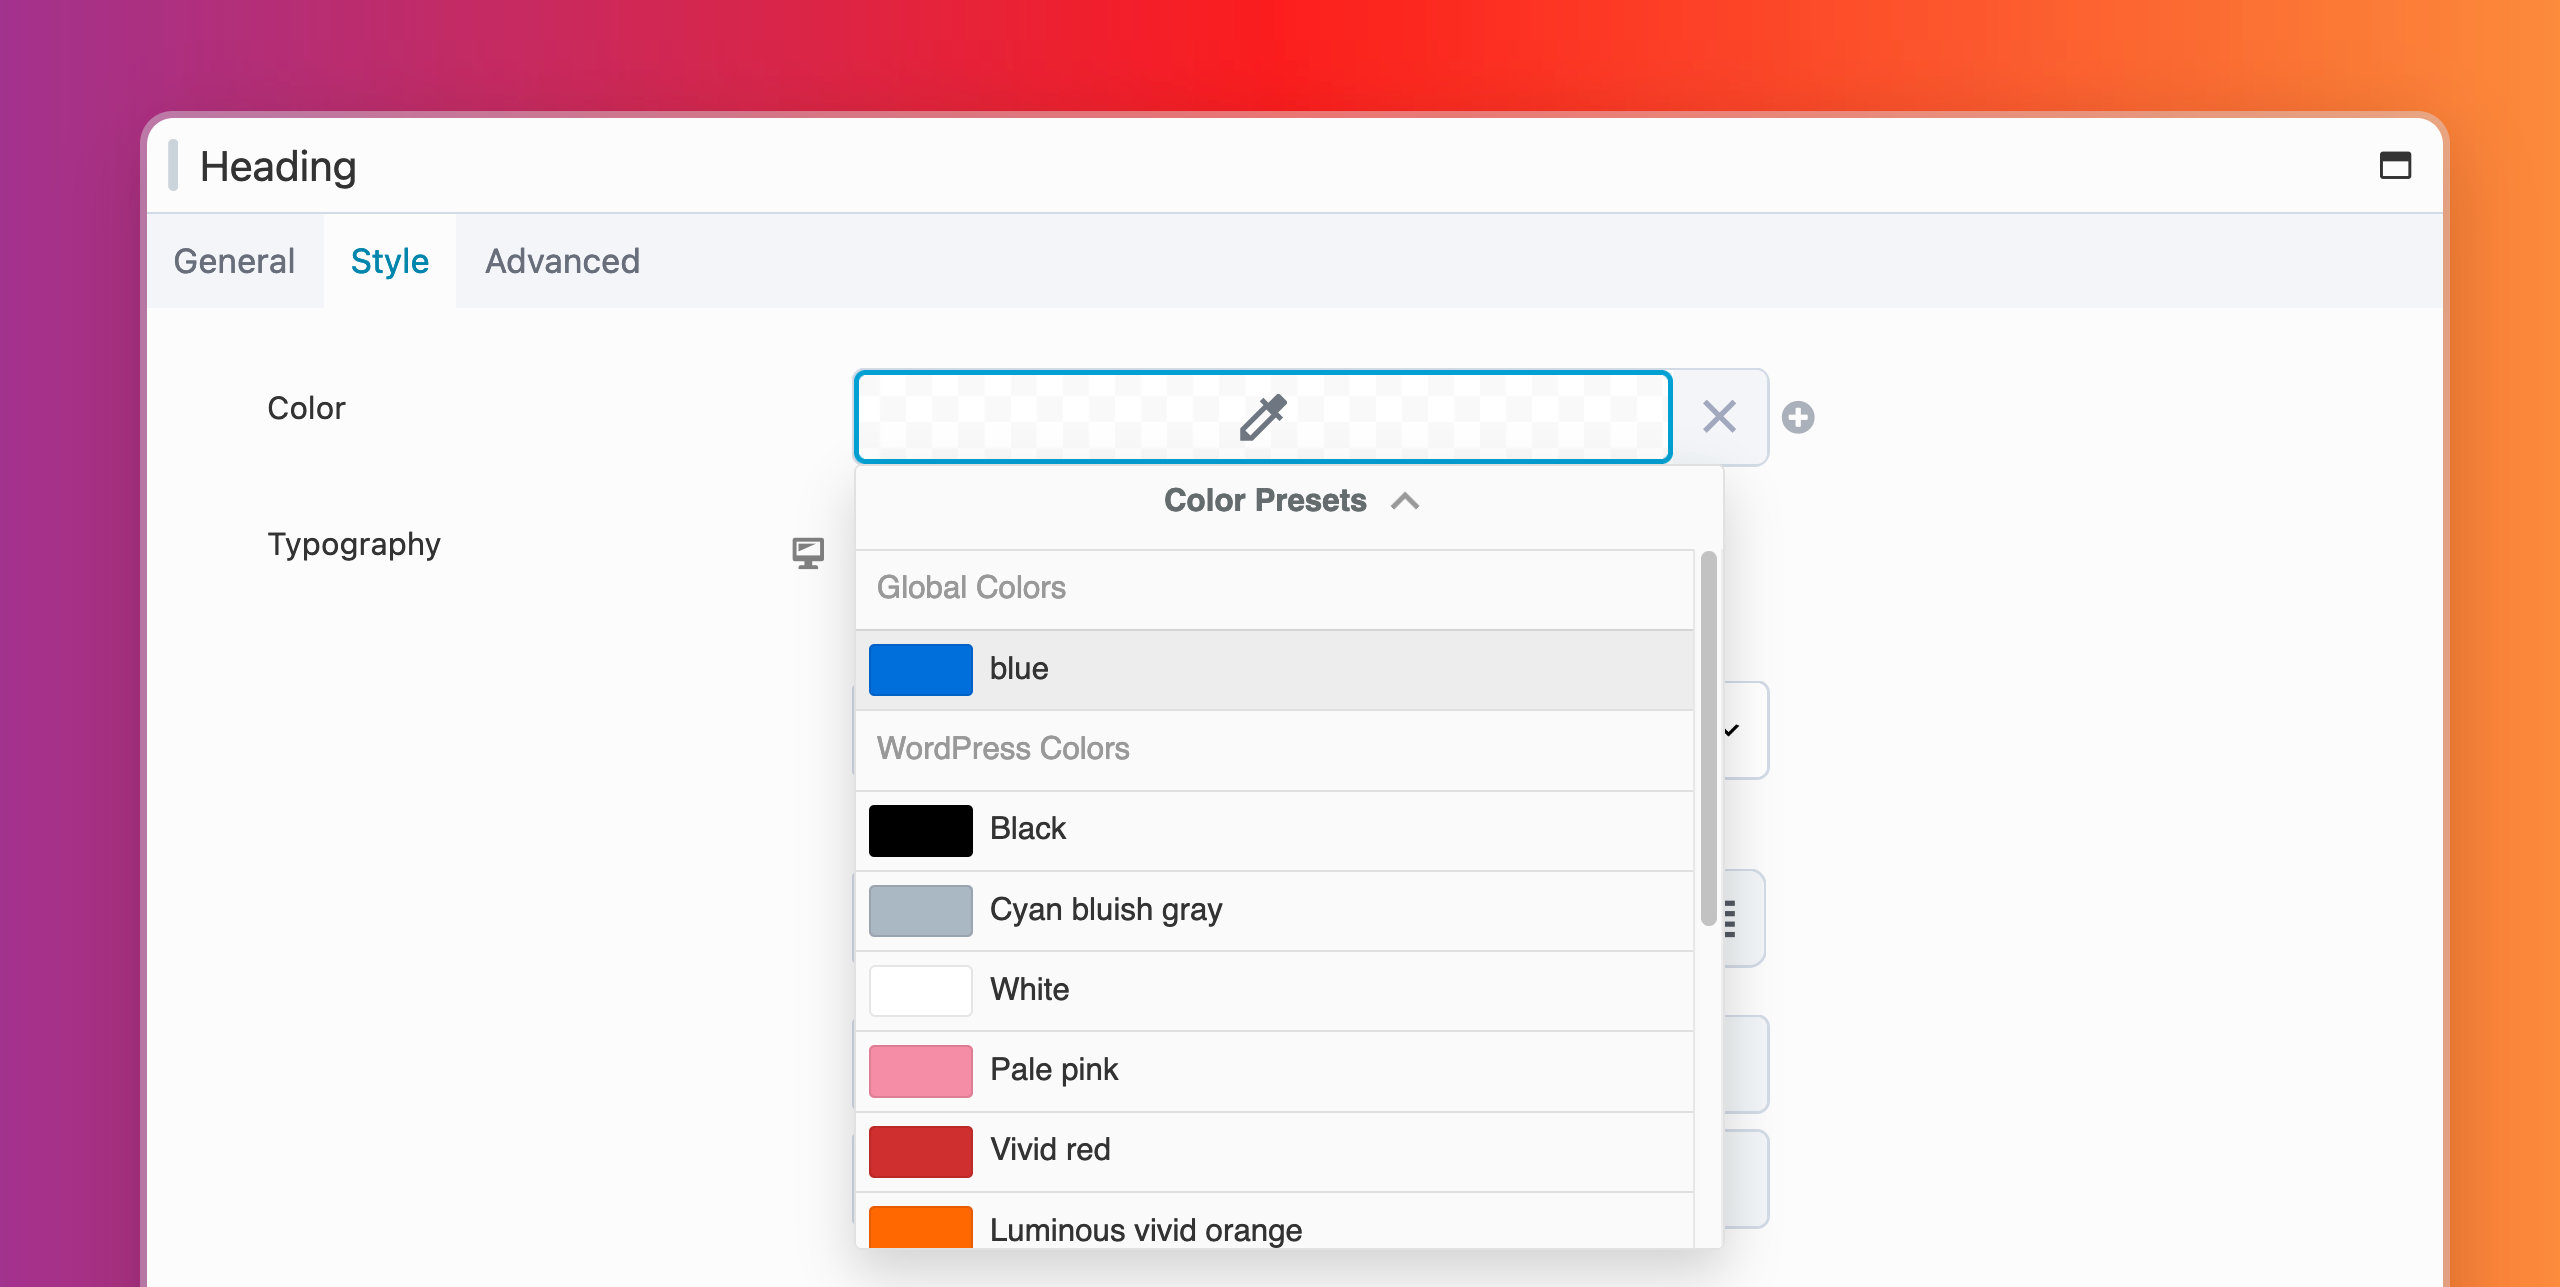 Heading
General Style Advanced
Color
Color Presets
Typography
Global Colors
blue
WordPress Colors
Black
Cyan bluish gray
White
Pale pink
Vivid red
Luminous vivid orange